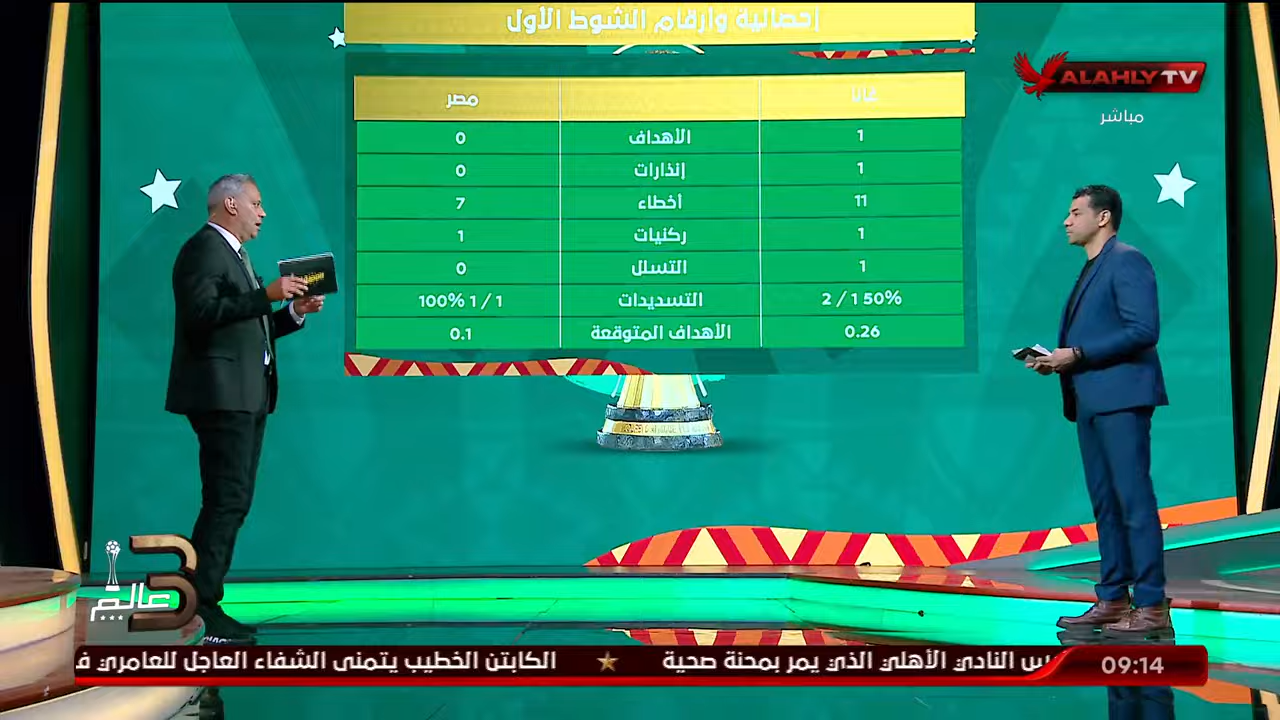 إحصائية وأرقام الشوط الأول
غانا مصر
1 الأهداف 0
1 إنذارات 0
11 أخطاء 7
1 ركنيات 1
1 التسلل 0
2 / 1 50% التسديدات 100% 1 / 1
0.26 الأهداف المتوقعة 0.1
ALAHLY TV
مباشر
3 عالم
س النادي الأهلي الذي يمر بمحنة صحية ★ الكابتن الخطيب يتمنى الشفاء العاجل للعامري ف
09:14